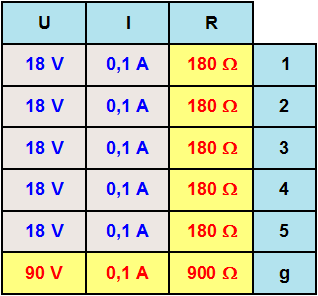 U I R
18 V 0,1 A 180 Ω 1
18 V 0,1 A 180 Ω 2
18 V 0,1 A 180 Ω 3
18 V 0,1 A 180 Ω 4
18 V 0,1 A 180 Ω 5
90 V 0,1 A 900 Ω g